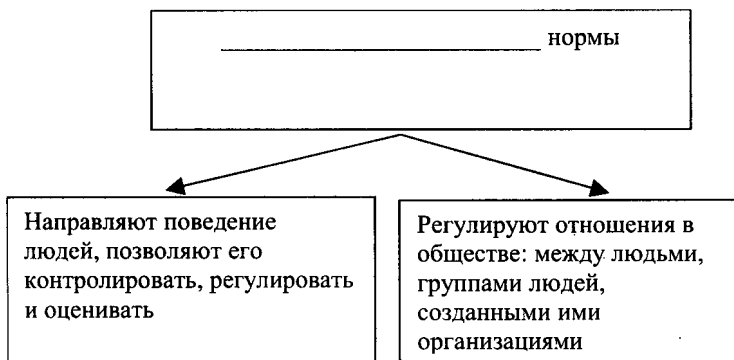 _________________________ нормы
Направляют поведение
людей, позволяют его
контролировать, регулировать
и оценивать
Регулируют отношения в
обществе: между людьми,
группами людей,
созданными ими
организациями